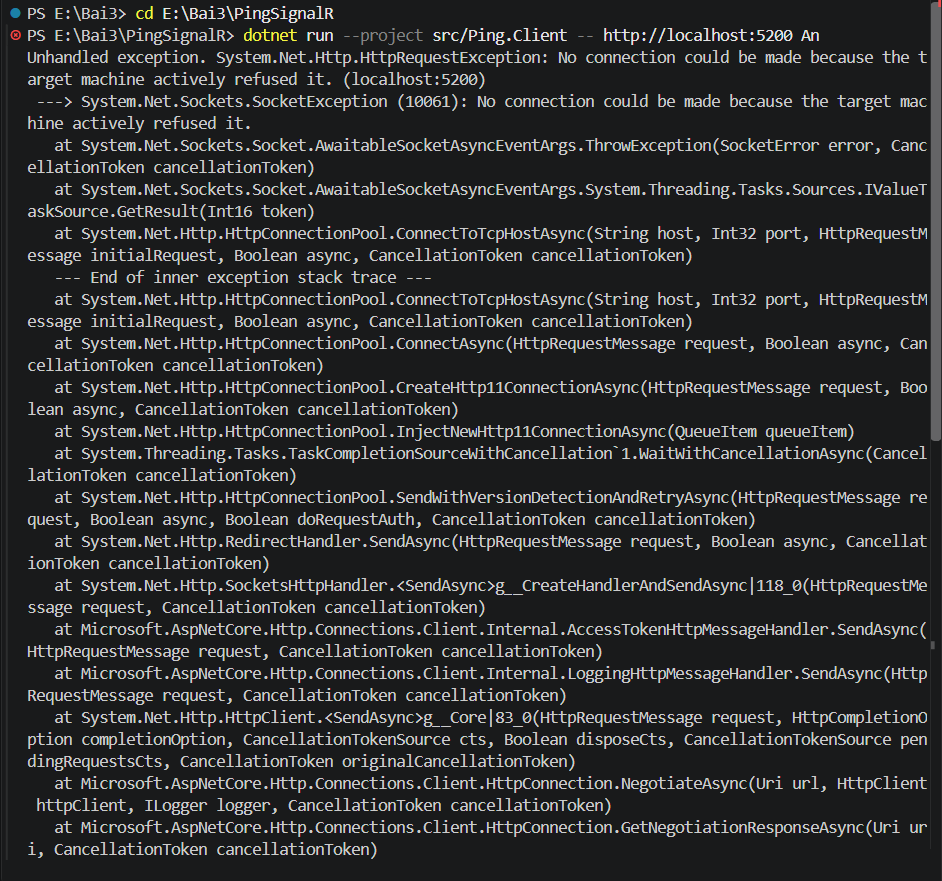 PS E:\Bai3> cd E:\Bai3\PingSignalR
PS E:\Bai3\PingSignalR> dotnet run --project src/Ping.Client -- http://localhost:5200 An
Unhandled exception. System.Net.Http.HttpRequestException: No connection could be made because the t
arget machine actively refused it. (localhost:5200)
 ---> System.Net.Sockets.SocketException (10061): No connection could be made because the target mac
hine actively refused it.
   at System.Net.Sockets.Socket.AwaitableSocketAsyncEventArgs.ThrowException(SocketError error, Canc
ellationToken cancellationToken)
   at System.Net.Sockets.Socket.AwaitableSocketAsyncEventArgs.System.Threading.Tasks.Sources.IValueT
askSource.GetResult(Int16 token)
   at System.Net.Http.HttpConnectionPool.ConnectToTcpHostAsync(String host, Int32 port, HttpRequestM
essage initialRequest, Boolean async, CancellationToken cancellationToken)
   --- End of inner exception stack trace ---
   at System.Net.Http.HttpConnectionPool.ConnectToTcpHostAsync(String host, Int32 port, HttpRequestM
essage initialRequest, Boolean async, CancellationToken cancellationToken)
   at System.Net.Http.HttpConnectionPool.ConnectAsync(HttpRequestMessage request, Boolean async, Can
cellationToken cancellationToken)
   at System.Net.Http.HttpConnectionPool.CreateHttp11ConnectionAsync(HttpRequestMessage request, Boo
lean async, CancellationToken cancellationToken)
   at System.Net.Http.HttpConnectionPool.InjectNewHttp11ConnectionAsync(QueueItem queueItem)
   at System.Threading.Tasks.TaskCompletionSourceWithCancellation`1.WaitWithCancellationAsync(Cancel
lationToken cancellationToken)
   at System.Net.Http.HttpConnectionPool.SendWithVersionDetectionAndRetryAsync(HttpRequestMessage re
quest, Boolean async, Boolean doRequestAuth, CancellationToken cancellationToken)
   at System.Net.Http.RedirectHandler.SendAsync(HttpRequestMessage request, Boolean async, Cancellat
ionToken cancellationToken)
   at System.Net.Http.SocketsHttpHandler.<SendAsync>g__CreateHandlerAndSendAsync|118_0(HttpRequestMe
ssage request, CancellationToken cancellationToken)
   at Microsoft.AspNetCore.Http.Connections.Client.Internal.AccessTokenHttpMessageHandler.SendAsync(
HttpRequestMessage request, CancellationToken cancellationToken)
   at Microsoft.AspNetCore.Http.Connections.Client.Internal.LoggingHttpMessageHandler.SendAsync(Http
RequestMessage request, CancellationToken cancellationToken)
   at System.Net.Http.HttpClient.<SendAsync>g__Core|83_0(HttpRequestMessage request, HttpCompletionO
ption completionOption, CancellationTokenSource cts, Boolean disposeCts, CancellationTokenSource pen
dingRequestsCts, CancellationToken originalCancellationToken)
   at Microsoft.AspNetCore.Http.Connections.Client.HttpConnection.NegotiateAsync(Uri url, HttpClient
 httpClient, ILogger logger, CancellationToken cancellationToken)
   at Microsoft.AspNetCore.Http.Connections.Client.HttpConnection.GetNegotiationResponseAsync(Uri ur
i, CancellationToken cancellationToken)